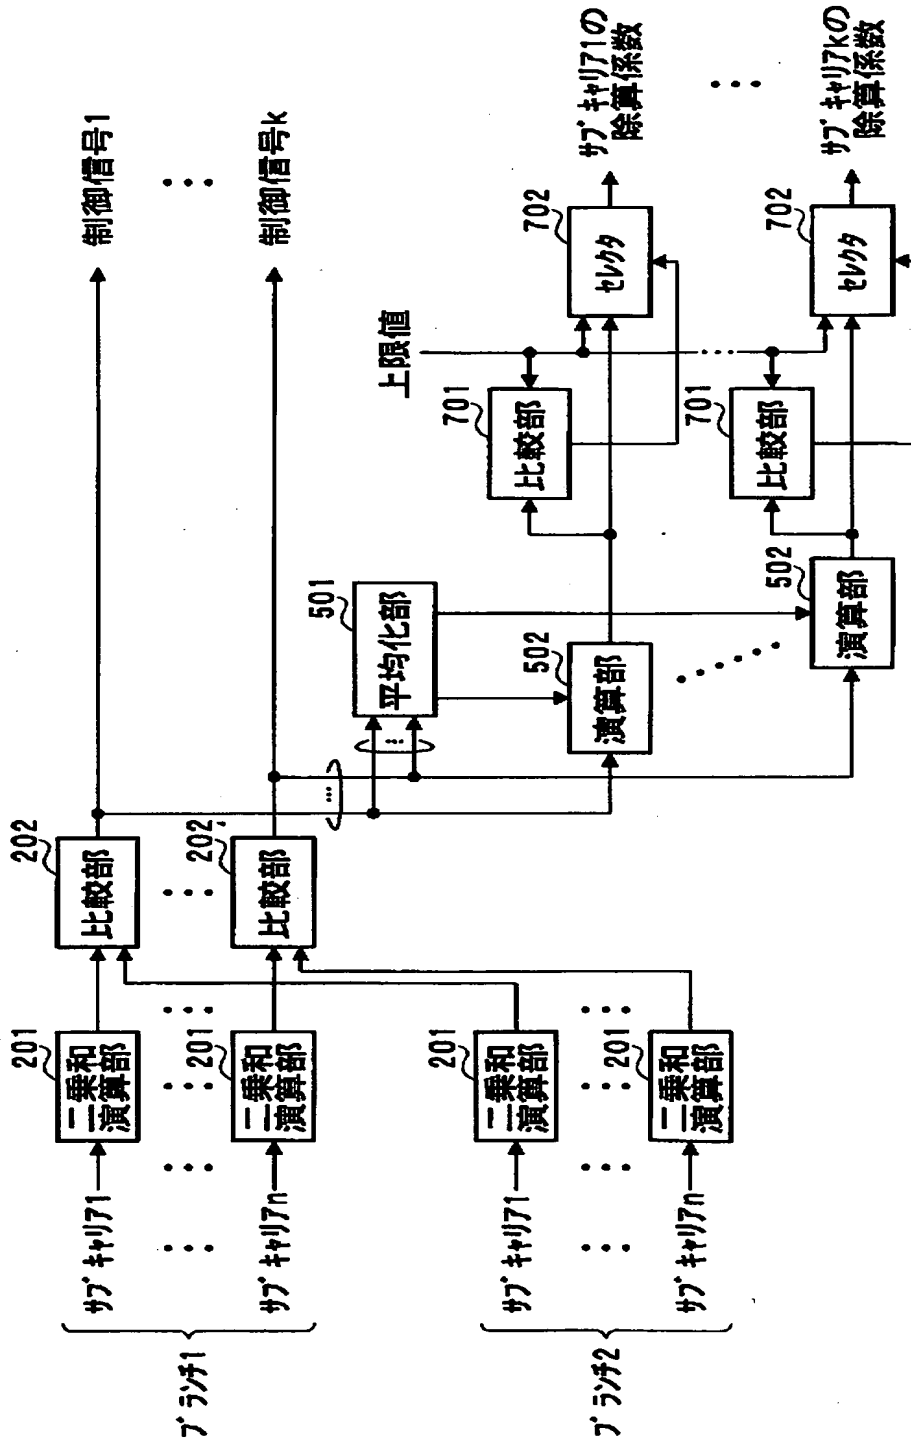 ブランチ1
サブキャリア1
サブキャリアn
ブランチ2
サブキャリア1
サブキャリアn
201
二乗和
演算部
201
二乗和
演算部
201
二乗和
演算部
201
二乗和
演算部
202
比較部
202
比較部
制御信号1
制御信号k
501
平均化部
502
演算部
502
演算部
上限値
701
比較部
701
比較部
702
セレクタ
702
セレクタ
サブキャリア1の
除算係数
サブキャリアkの
除算係数